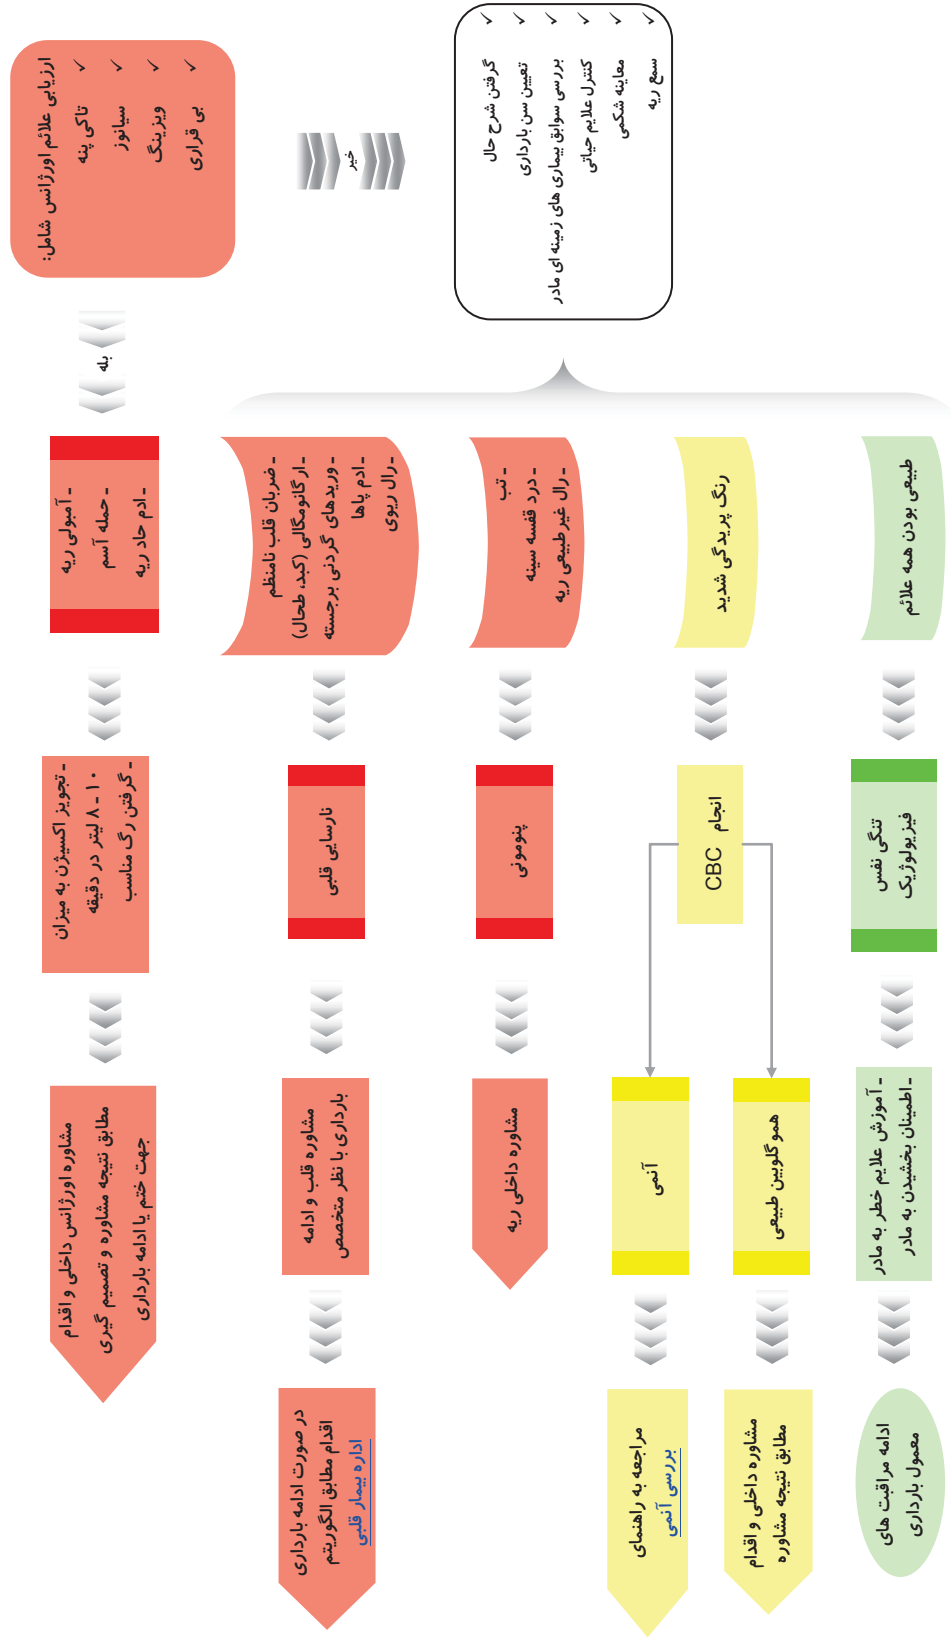 ارزیابی علائم اورژانس شامل:
✓ تاکی پنه
✓ سیانوز
✓ ویزینگ
✓ بی قراری
خیر
✓ گرفتن شرح حال
✓ تعیین سن بارداری
✓ بررسی سوابق بیماری های زمینه ای مادر
✓ کنترل علایم حیاتی
✓ معاینه شکمی
✓ سمع ریه
بله
ـ آمبولی ریه
ـ حمله آسم
ـ ادم حاد ریه
ـ تجویز اکسیژن به میزان
۱۰ ـ ۸ لیتر در دقیقه
ـ گرفتن رگ مناسب
مشاوره اورژانس داخلی و اقدام
مطابق نتیجه مشاوره و تصمیم گیری
جهت ختم یا ادامه بارداری
ـ ضربان قلب نامنظم
ـ ارگانومگالی (کبد، طحال)
ـ وریدهای گردنی برجسته
ـ ادم پاها
ـ رال ریوی
نارسایی قلبی
مشاوره قلب و ادامه
بارداری با نظر متخصص
در صورت ادامه بارداری
اقدام مطابق الگوریتم
اداره بیمار قلبی
ـ تب
ـ درد قفسه سینه
ـ رال غیرطبیعی ریه
پنومونی
مشاوره داخلی ریه
رنگ پریدگی شدید
انجام
CBC
آنمی
مراجعه به راهنمای
بررسی آنمی
هموگلوبین طبیعی
مشاوره داخلی و اقدام
مطابق نتیجه مشاوره
طبیعی بودن همه علائم
تنگی نفس
فیزیولوژیک
ـ آموزش علایم خطر به مادر
ـ اطمینان بخشیدن به مادر
ادامه مراقبت های
معمول بارداری